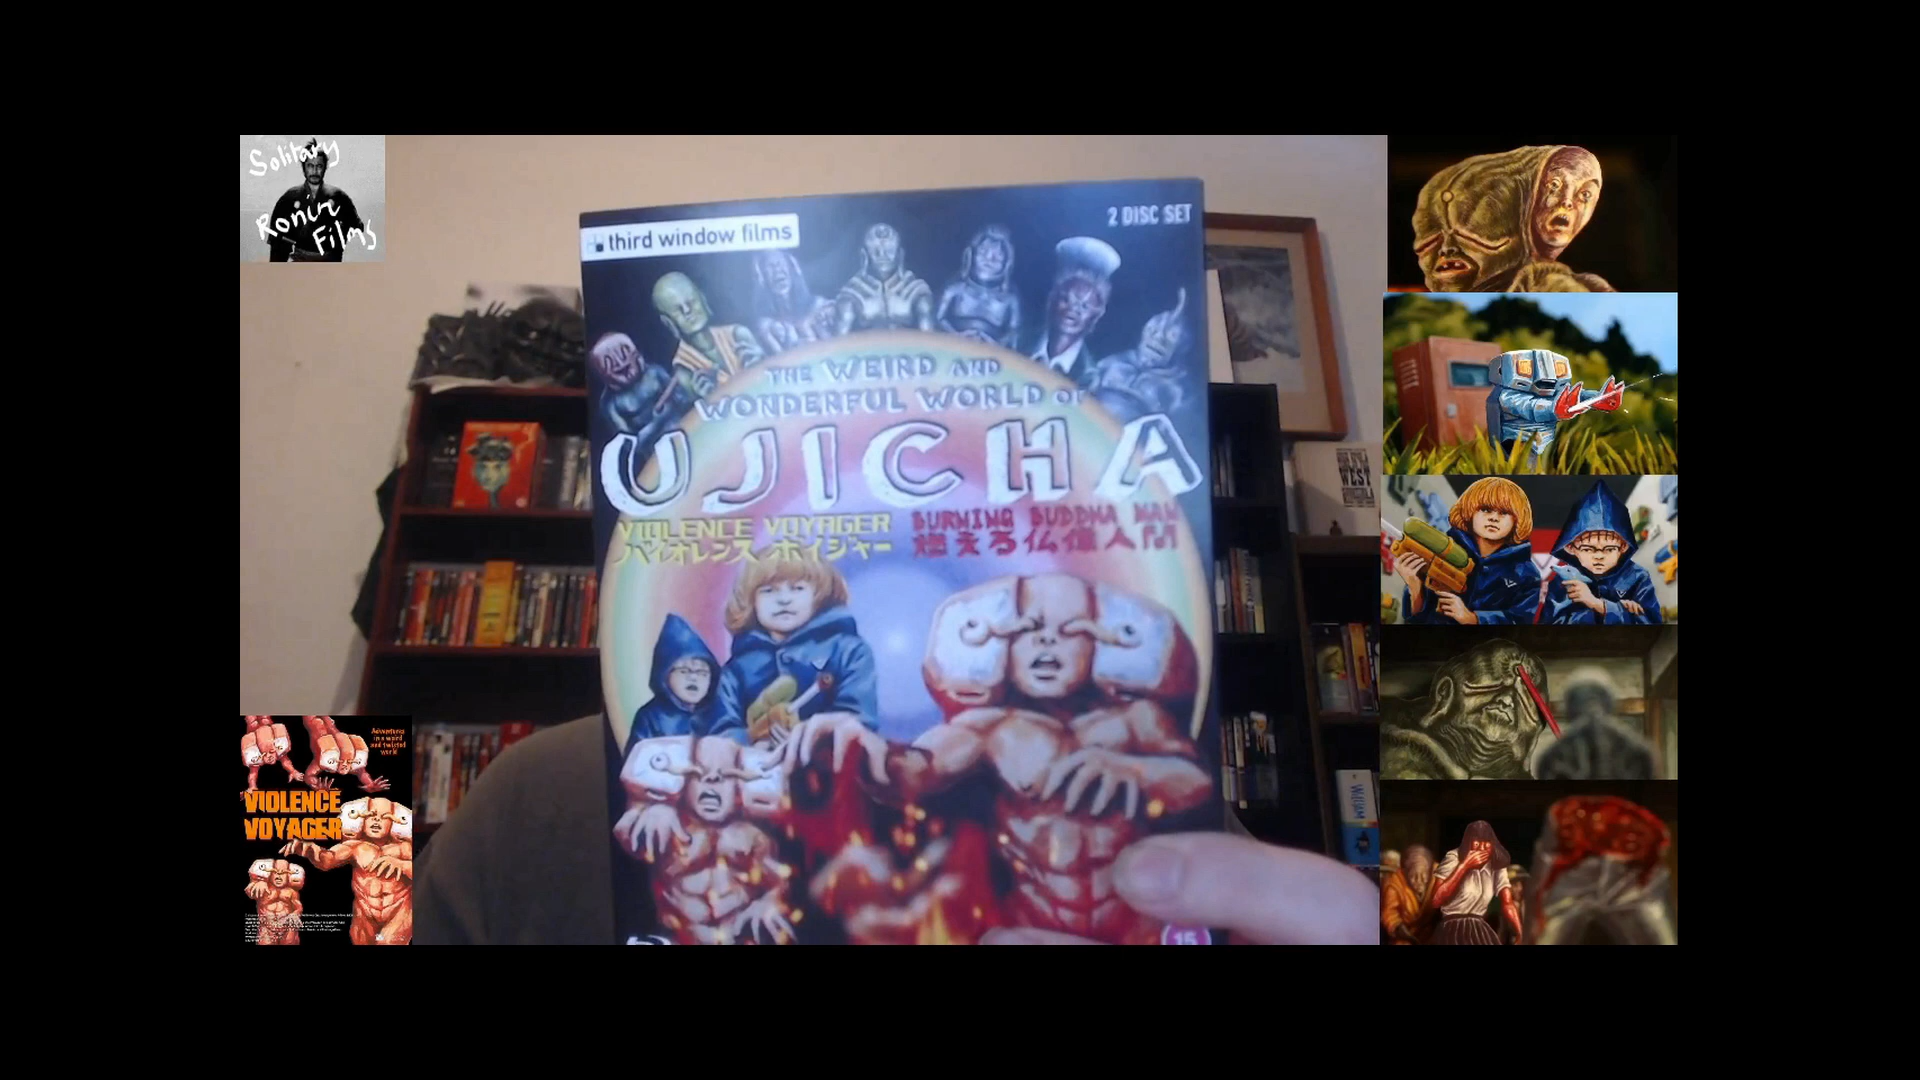 Solitary
Ronin
Films
third window films
2 DISC SET
THE WEIRD AND
WONDERFUL WORLD OF
UJICHA
VIOLENCE VOYAGER
バイオレンス ボイジャー
BURNING BUDDHA MAN
燃える仏像人間
WEST
Adventures
in a weird
and twisted
world
VIOLENCE
VOYAGER
15